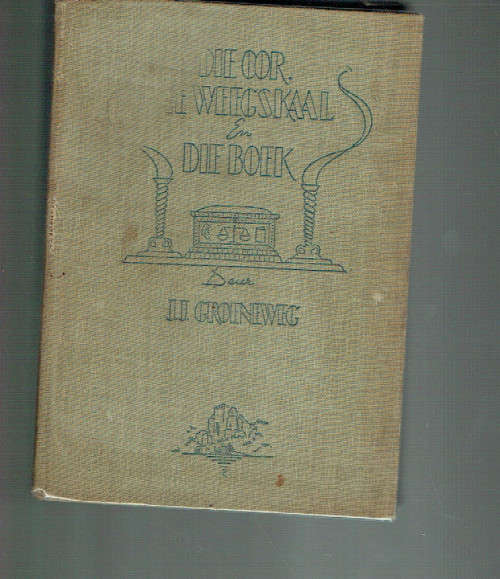 DIE OOR,
WEEGSKAAL
En
DIE BOEK
Deur
J.J. GROENEWEG